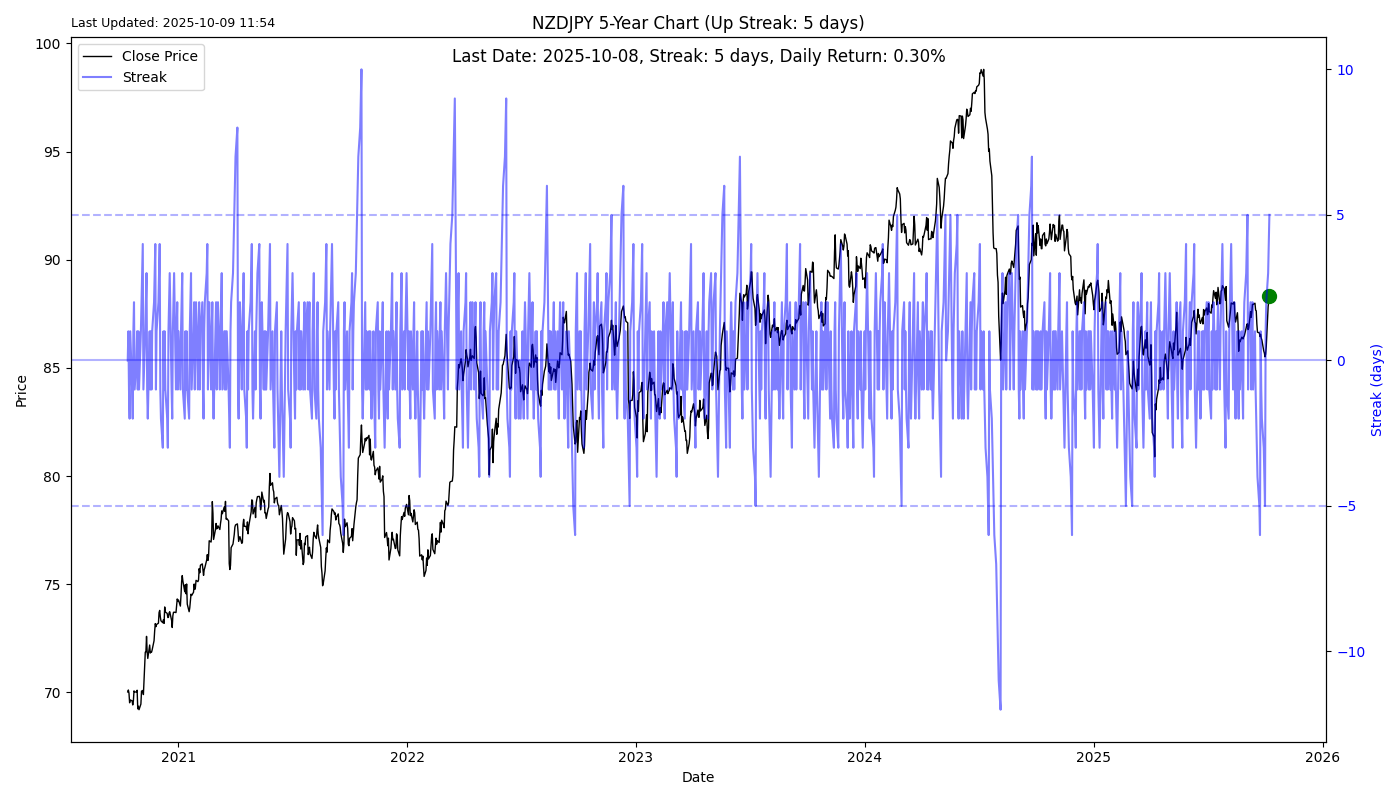 Last Updated: 2025-10-09 11:54
NZDJPY 5-Year Chart (Up Streak: 5 days)
Last Date: 2025-10-08, Streak: 5 days, Daily Return: 0.30%
Close Price
Streak
100
95
90
85
80
75
70
Price
10
5
0
−5
−10
Streak (days)
2021
2022
2023
2024
2025
2026
Date